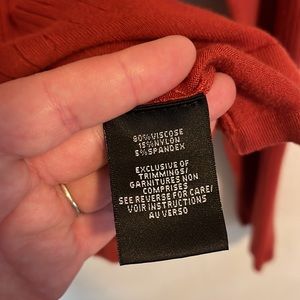 80%VISCOSE
15%NYLON
5%SPANDEX
EXCLUSIVE OF
TRIMMINGS/
GARNITURES NON
COMPRISES
SEE REVERSE FOR CARE/
VOIR INSTRUCTIONS
AU VERSO